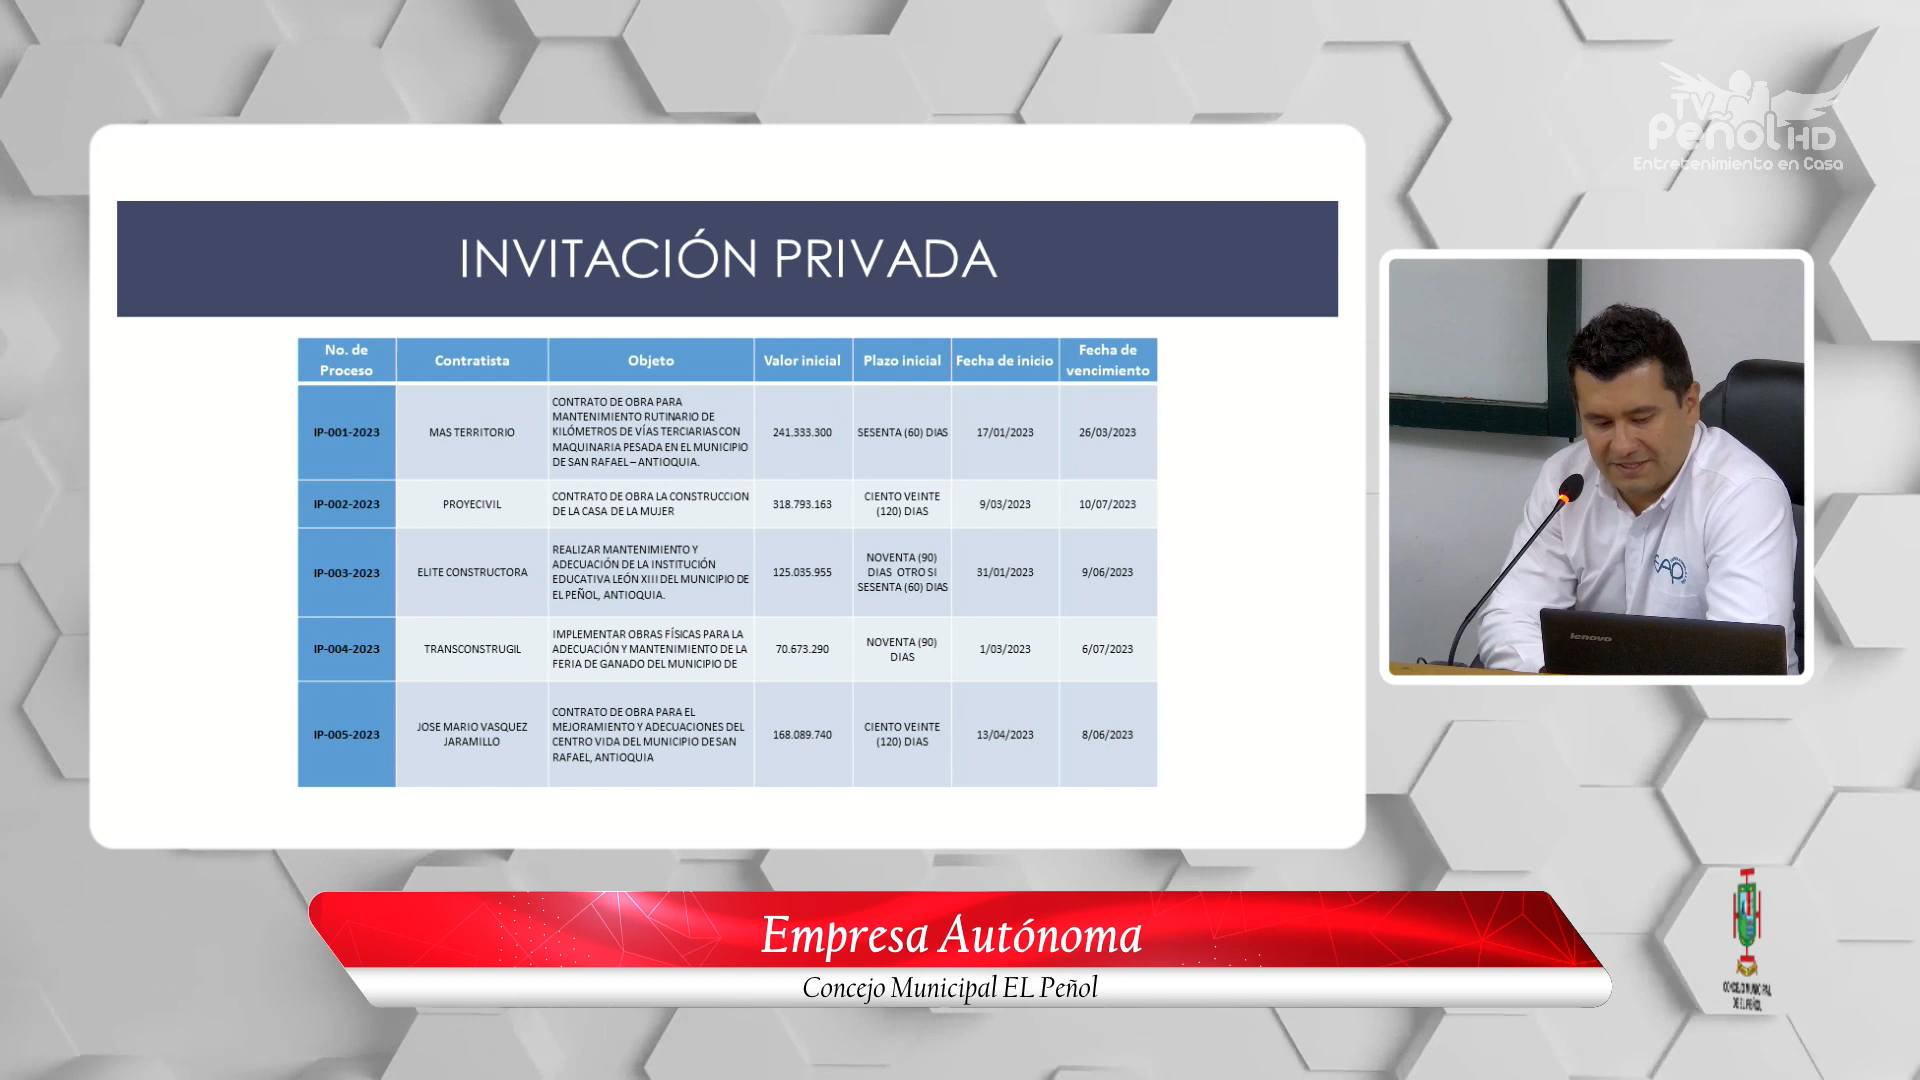 TV
Peñol HD
Entretenimiento en Casa
INVITACIÓN PRIVADA
No. de
Proceso
Contratista
Objeto
Valor inicial
Plazo inicial
Fecha de inicio
Fecha de
vencimiento
IP-001-2023
MAS TERRITORIO
CONTRATO DE OBRA PARA
MANTENIMIENTO RUTINARIO DE
KILÓMETROS DE VÍAS TERCIARIAS CON
MAQUINARIA PESADA EN EL MUNICIPIO
DE SAN RAFAEL – ANTIOQUIA.
241.333.300
SESENTA (60) DIAS
17/01/2023
26/03/2023
IP-002-2023
PROYECIVIL
CONTRATO DE OBRA LA CONSTRUCCION
DE LA CASA DE LA MUJER
318.793.163
CIENTO VEINTE
(120) DIAS
9/03/2023
10/07/2023
IP-003-2023
ELITE CONSTRUCTORA
REALIZAR MANTENIMIENTO Y
ADECUACIÓN DE LA INSTITUCIÓN
EDUCATIVA LEÓN XIII DEL MUNICIPIO DE
EL PEÑOL, ANTIOQUIA.
125.035.955
NOVENTA (90)
DIAS OTRO SI
SESENTA (60) DIAS
31/01/2023
9/06/2023
IP-004-2023
TRANSCONSTRUGIL
IMPLEMENTAR OBRAS FÍSICAS PARA LA
ADECUACIÓN Y MANTENIMIENTO DE LA
FERIA DE GANADO DEL MUNICIPIO DE
70.673.290
NOVENTA (90)
DIAS
1/03/2023
6/07/2023
IP-005-2023
JOSE MARIO VASQUEZ
JARAMILLO
CONTRATO DE OBRA PARA EL
MEJORAMIENTO Y ADECUACIONES DEL
CENTRO VIDA DEL MUNICIPIO DE SAN
RAFAEL, ANTIOQUIA
168.089.740
CIENTO VEINTE
(120) DIAS
13/04/2023
8/06/2023
lenovo
Empresa Autónoma
Concejo Municipal EL Peñol
CONCEJO MUNICIPAL
DE EL PEÑOL